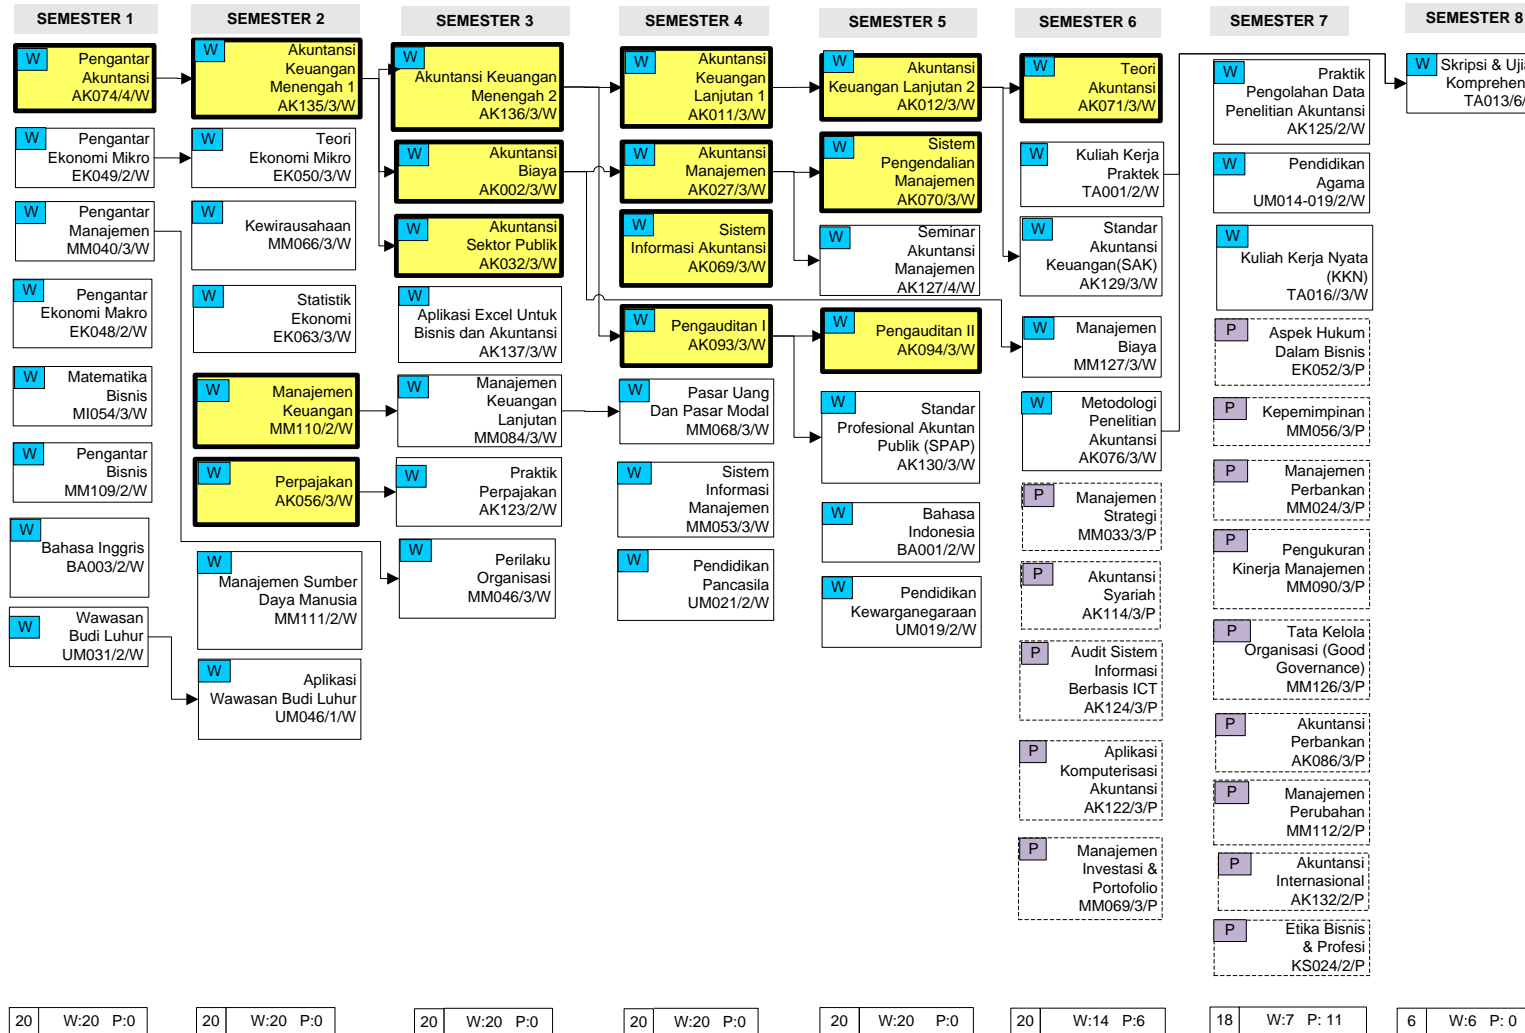 SEMESTER 1
W
Pengantar
Akuntansi
AK074/4/W
W
Pengantar
Ekonomi Mikro
EK049/2/W
W
Pengantar
Manajemen
MM040/3/W
W
Pengantar
Ekonomi Makro
EK048/2/W
W
Matematika
Bisnis
MI054/3/W
W
Pengantar
Bisnis
MM109/2/W
W
Bahasa Inggris
BA003/2/W
W
Wawasan
Budi Luhur
UM031/2/W
20 W:20 P:0
SEMESTER 2
W
Akuntansi
Keuangan
Menengah 1
AK135/3/W
W
Teori
Ekonomi Mikro
EK050/3/W
W
Kewirausahaan
MM066/3/W
W
Statistik
Ekonomi
EK063/3/W
W
Manajemen
Keuangan
MM110/2/W
W
Perpajakan
AK056/3/W
W
Manajemen Sumber
Daya Manusia
MM111/2/W
W
Aplikasi
Wawasan Budi Luhur
UM046/1/W
20 W:20 P:0
SEMESTER 3
W
Akuntansi Keuangan
Menengah 2
AK136/3/W
W
Akuntansi
Biaya
AK002/3/W
W
Akuntansi
Sektor Publik
AK032/3/W
W
Aplikasi Excel Untuk
Bisnis dan Akuntansi
AK137/3/W
W
Manajemen
Keuangan
Lanjutan
MM084/3/W
W
Praktik
Perpajakan
AK123/2/W
W
Perilaku
Organisasi
MM046/3/W
20 W:20 P:0
SEMESTER 4
W
Akuntansi
Keuangan
Lanjutan 1
AK011/3/W
W
Akuntansi
Manajemen
AK027/3/W
W
Sistem
Informasi Akuntansi
AK069/3/W
W
Pengauditan I
AK093/3/W
W
Pasar Uang
Dan Pasar Modal
MM068/3/W
W
Sistem
Informasi
Manajemen
MM053/3/W
W
Pendidikan
Pancasila
UM021/2/W
20 W:20 P:0
SEMESTER 5
W
Akuntansi
Keuangan Lanjutan 2
AK012/3/W
W
Sistem
Pengendalian
Manajemen
AK070/3/W
W
Seminar
Akuntansi
Manajemen
AK127/4/W
W
Pengauditan II
AK094/3/W
W
Standar
Profesional Akuntan
Publik (SPAP)
AK130/3/W
W
Bahasa
Indonesia
BA001/2/W
W
Pendidikan
Kewarganegaraan
UM019/2/W
20 W:20 P:0
SEMESTER 6
W
Teori
Akuntansi
AK071/3/W
W
Kuliah Kerja
Praktek
TA001/2/W
W
Standar
Akuntansi
Keuangan(SAK)
AK129/3/W
W
Manajemen
Biaya
MM127/3/W
W
Metodologi
Penelitian
Akuntansi
AK076/3/W
P
Manajemen
Strategi
MM033/3/P
P
Akuntansi
Syariah
AK114/3/P
P
Audit Sistem
Informasi
Berbasis ICT
AK124/3/P
P
Aplikasi
Komputerisasi
Akuntansi
AK122/3/P
P
Manajemen
Investasi &
Portofolio
MM069/3/P
20 W:14 P:6
SEMESTER 7
W
Praktik
Pengolahan Data
Penelitian Akuntansi
AK125/2/W
W
Pendidikan
Agama
UM014-019/2/W
W
Kuliah Kerja Nyata
(KKN)
TA016//3/W
P
Aspek Hukum
Dalam Bisnis
EK052/3/P
P
Kepemimpinan
MM056/3/P
P
Manajemen
Perbankan
MM024/3/P
P
Pengukuran
Kinerja Manajemen
MM090/3/P
P
Tata Kelola
Organisasi (Good
Governance)
MM126/3/P
P
Akuntansi
Perbankan
AK086/3/P
P
Manajemen
Perubahan
MM112/2/P
P
Akuntansi
Internasional
AK132/2/P
P
Etika Bisnis
& Profesi
KS024/2/P
18 W:7 P: 11
SEMESTER 8
W
Skripsi &
TA013/6/
6 W:6 P: 0